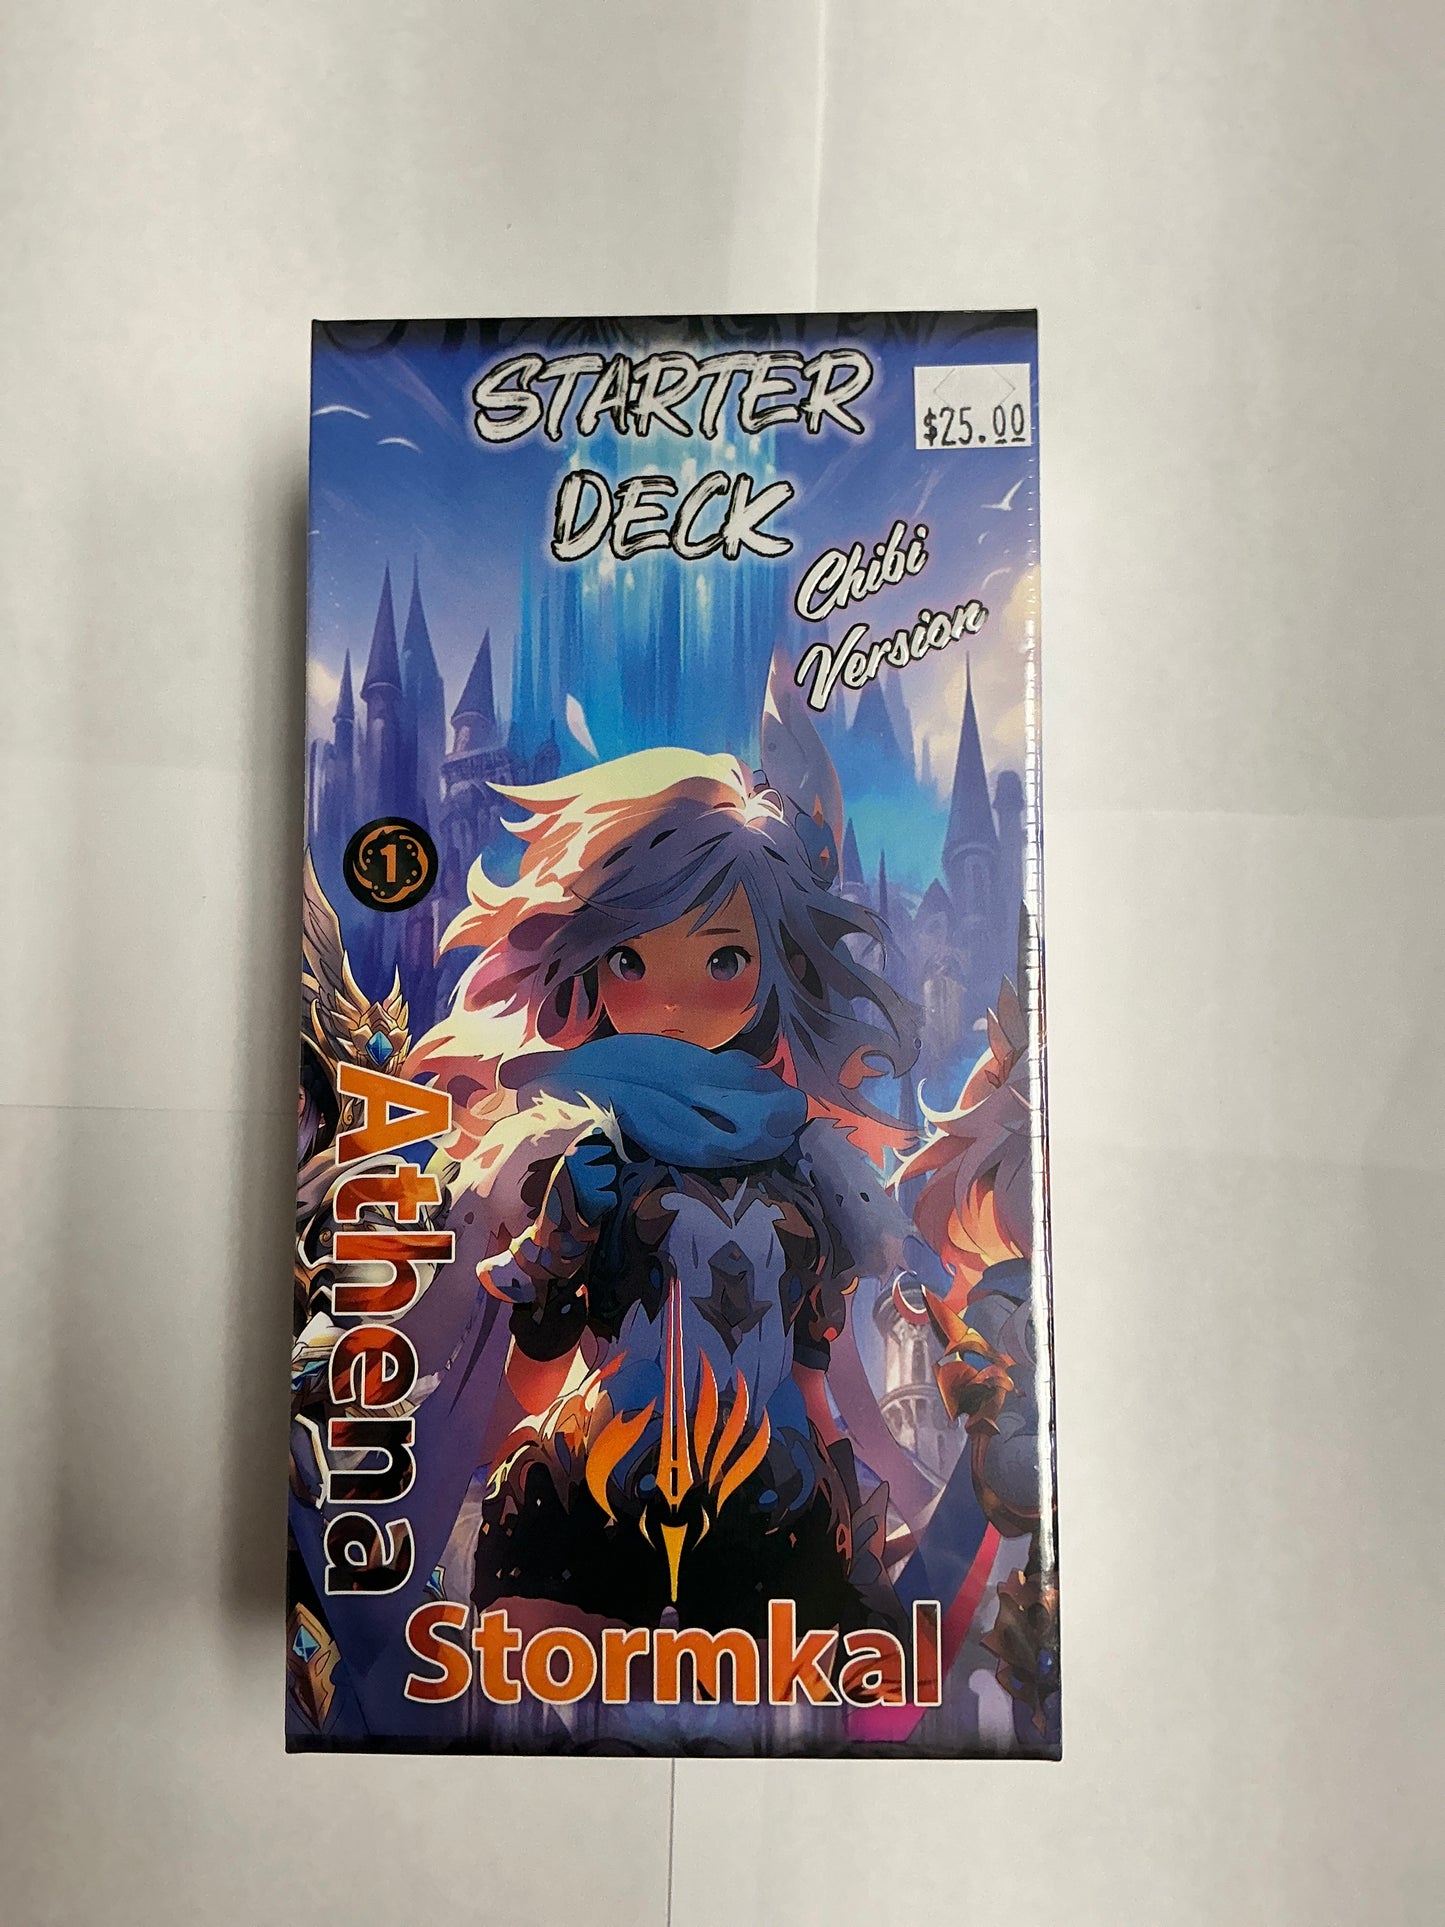 STARTER
DECK
$25.00
Chibi
Version
1
Athena
Stormkal